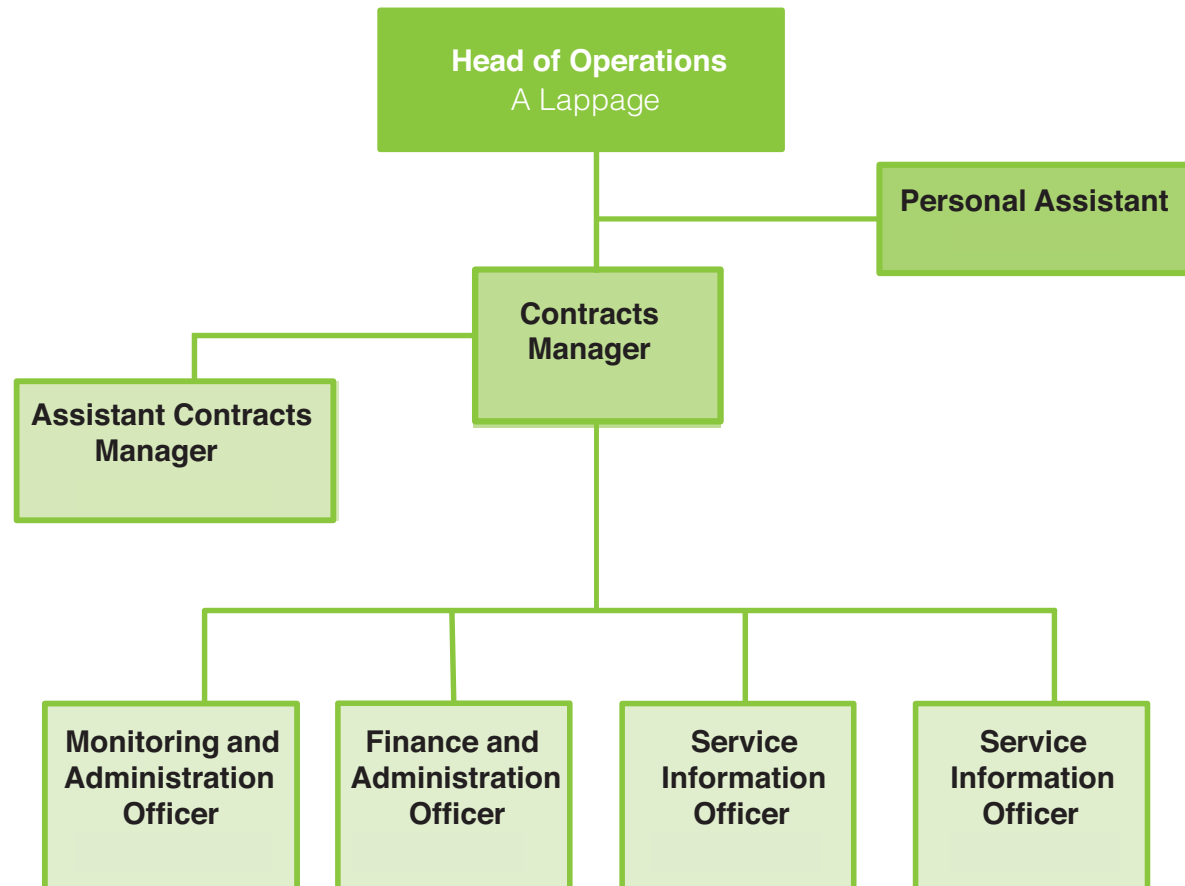 Head of Operations
A Lappage
Personal Assistant
Contracts
Manager
Assistant Contracts
Manager
Monitoring and
Administration
Officer
Finance and
Administration
Officer
Service
Information
Officer
Service
Information
Officer